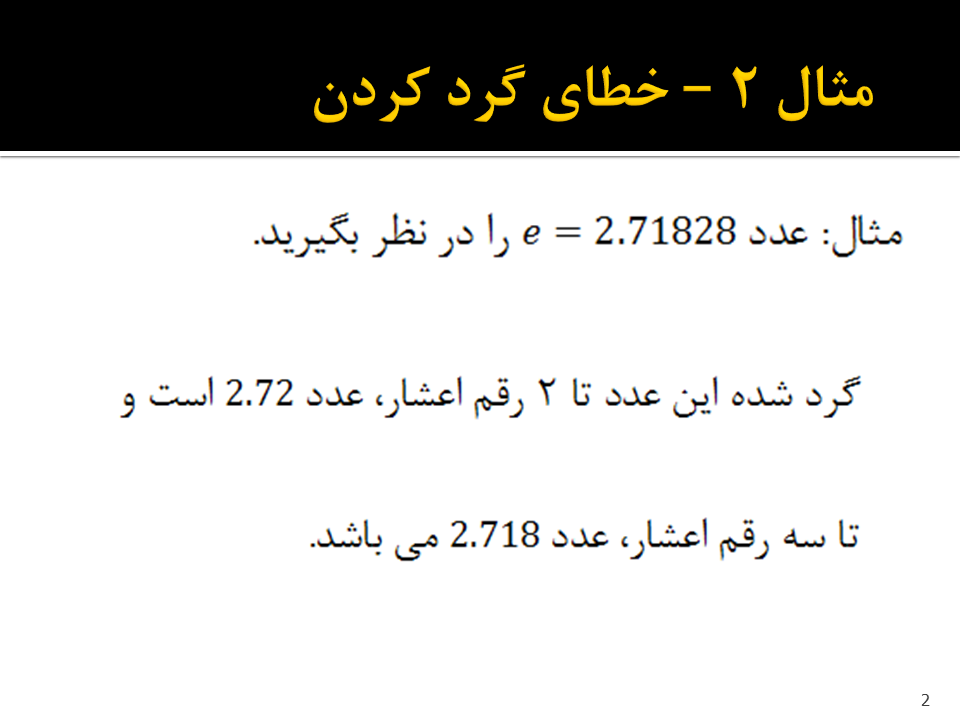 مثال ۲ – خطای گرد کردن
مثال: عدد e = 2.71828 را در نظر بگیرید.
گرد شده این عدد تا ۲ رقم اعشار، عدد 2.72 است و
تا سه رقم اعشار، عدد 2.718 می باشد.
2